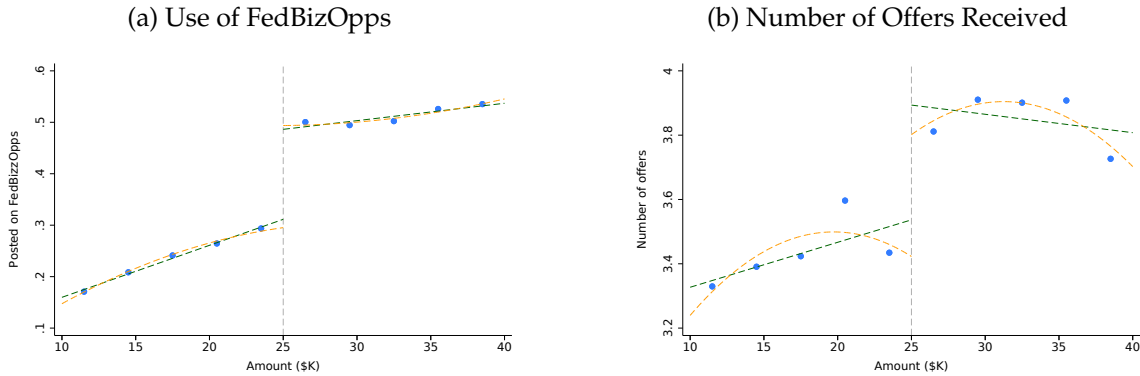 (a) Use of FedBizOpps
.6
.5
.4
.3
.2
.1
Posted on FedBizzOpps
10 15 20 25 30 35 40
Amount ($K)
(b) Number of Offers Received
4
3.8
3.6
3.4
3.2
Number of offers
10 15 20 25 30 35 40
Amount ($K)